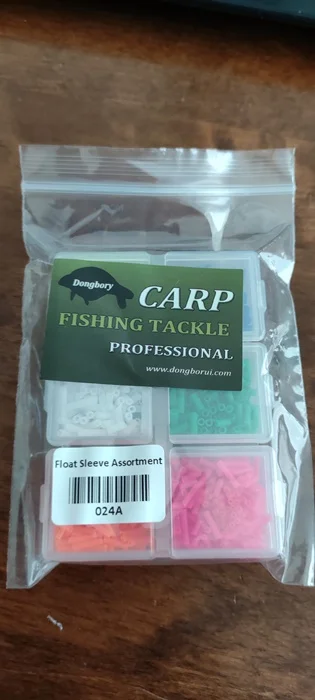 Dongbory
CARP
FISHING TACKLE
PROFESSIONAL
www.dongborui.com
Float Sleeve Assortment
024A